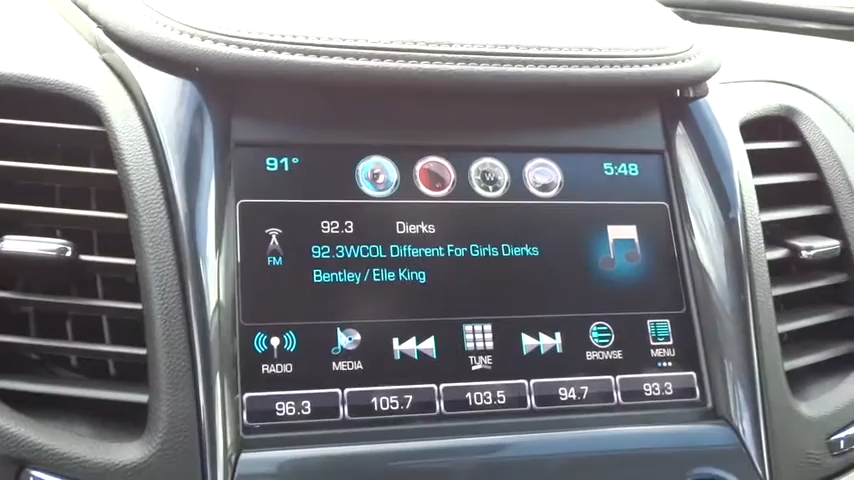 91°
W
5:48
92.3 Dierks
FM
92.3WCOL Different For Girls Dierks
Bentley / Elle King
RADIO
MEDIA
TUNE
BROWSE
MENU
96.3
105.7
103.5
94.7
93.3